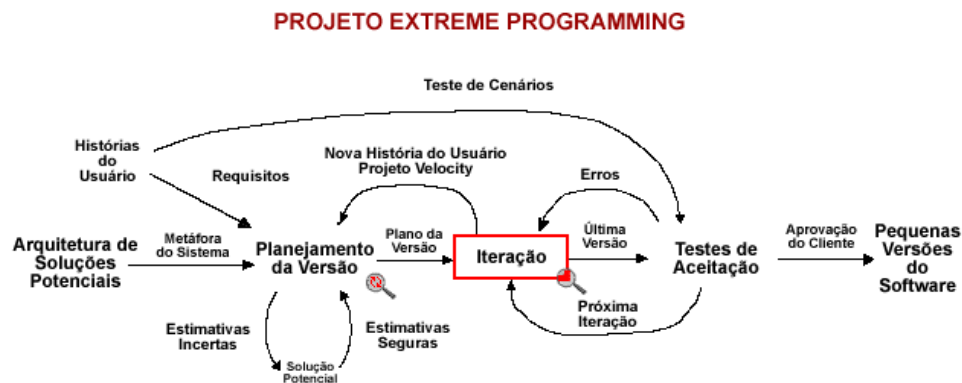 PROJETO EXTREME PROGRAMMING
Teste de Cenários
Histórias
do
Usuário
Requisitos
Nova História do Usuário
Projeto Velocity
Erros
Arquitetura de
Soluções
Potenciais
Metáfora
do Sistema
Planejamento
da Versão
Plano da
Versão
Iteração
Última
Versão
Testes de
Aceitação
Aprovação
do Cliente
Pequenas
Versões
do
Software
Estimativas
Incertas
Estimativas
Seguras
Próxima
Iteração
Solução
Potencial